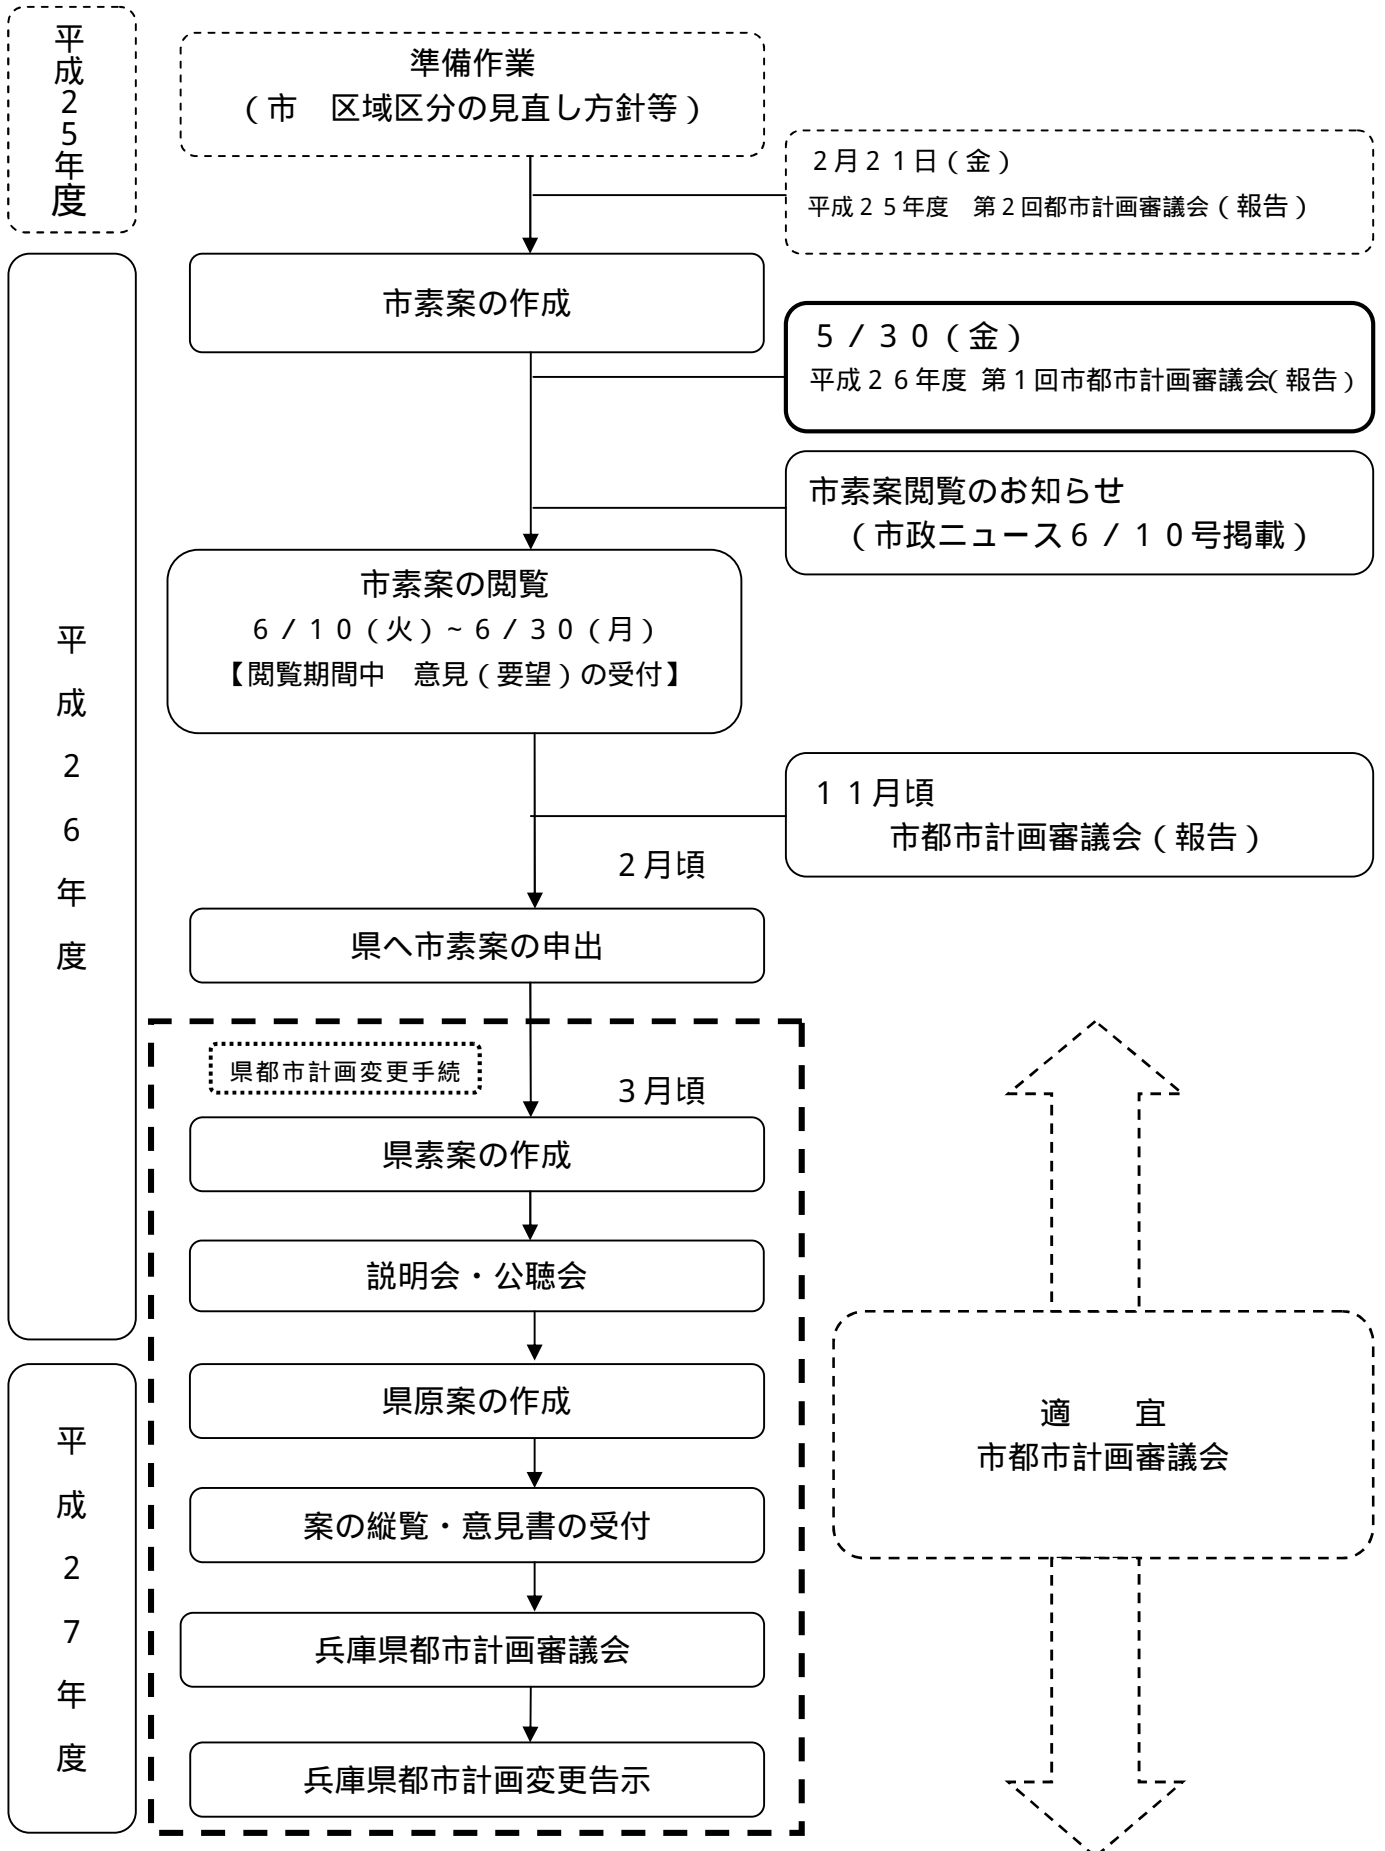 平成25年度
準備作業
(市　区域区分の見直し方針等)
2月21日(金)
平成25年度　第2回都市計画審議会(報告)
平成26年度
市素案の作成
5/30(金)
平成26年度 第1回市都市計画審議会(報告)
市素案閲覧のお知らせ
(市政ニュース6/10号掲載)
市素案の閲覧
6/10(火)~6/30(月)
【閲覧期間中　意見(要望)の受付】
11月頃
市都市計画審議会(報告)
2月頃
県へ市素案の申出
県都市計画変更手続
3月頃
県素案の作成
説明会・公聴会
平成27年度
県原案の作成
案の縦覧・意見書の受付
兵庫県都市計画審議会
兵庫県都市計画変更告示
適　　宜
市都市計画審議会